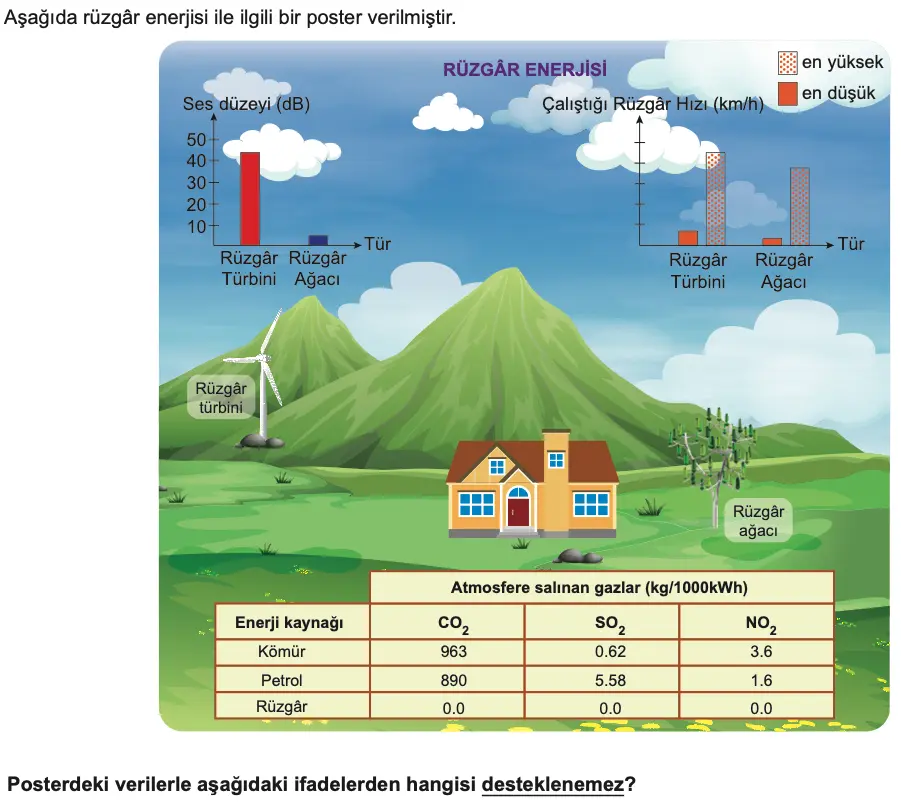 Aşağıda rüzgâr enerjisi ile ilgili bir poster verilmiştir.
RÜZGÂR ENERJİSİ
en yüksek
en düşük
Ses düzeyi (dB)
50
40
30
20
10
Tür
Rüzgâr Türbini
Rüzgâr Ağacı
Çalıştığı Rüzgâr Hızı (km/h)
Tür
Rüzgâr Türbini
Rüzgâr Ağacı
Rüzgâr
türbini
Rüzgâr
ağacı
Atmosfere salınan gazlar (kg/1000kWh)
Enerji kaynağı CO₂ SO₂ NO₂
Kömür 963 0.62 3.6
Petrol 890 5.58 1.6
Rüzgâr 0.0 0.0 0.0
Posterdeki verilerle aşağıdaki ifadelerden hangisi desteklenemez?